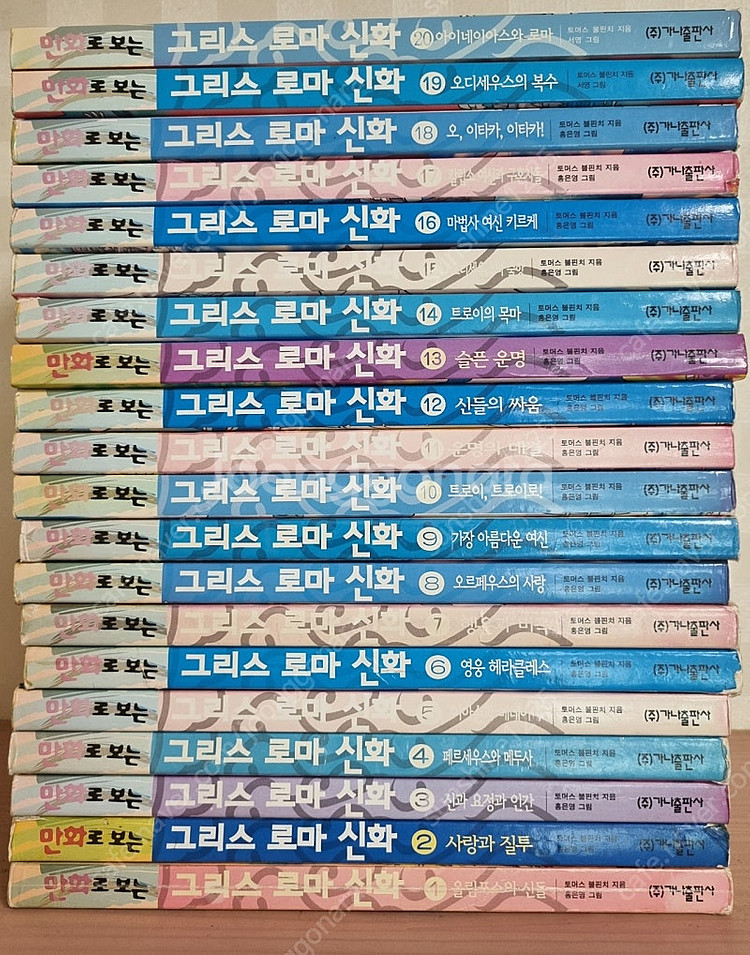 만화로 보는 그리스 로마 신화 20 아이네이아스와 로마 토머스 불핀치 지음 (주)가나출판사
서영 그림
만화로 보는 그리스 로마 신화 19 오디세우스의 복수 토머스 불핀치 지음 (주)가나출판사
서영 그림
만화로 보는 그리스 로마 신화 18 오, 이타카, 이타카! 토머스 불핀치 지음 (주)가나출판사
홍은영 그림
만화로 보는 그리스 로마 신화 17 토머스 불핀치 지음 (주)가나출판사
홍은영 그림
만화로 보는 그리스 로마 신화 16 마법사 여신 키르케 토머스 불핀치 지음 (주)가나출판사
홍은영 그림
만화로 보는 그리스 로마 신화 15 토머스 불핀치 지음 (주)가나출판사
홍은영 그림
만화로 보는 그리스 로마 신화 14 트로이의 목마 토머스 불핀치 지음 (주)가나출판사
홍은영 그림
만화로 보는 그리스 로마 신화 13 슬픈 운명 토머스 불핀치 지음 (주)가나출판사
홍은영 그림
만화로 보는 그리스 로마 신화 12 신들의 싸움 토머스 불핀치 지음 (주)가나출판사
홍은영 그림
만화로 보는 그리스 로마 신화 11 운명의 토머스 불핀치 지음 (주)가나출판사
홍은영 그림
만화로 보는 그리스 로마 신화 10 트로이, 트로이로! 토머스 불핀치 지음 (주)가나출판사
홍은영 그림
만화로 보는 그리스 로마 신화 9 가장 아름다운 여신 토머스 불핀치 지음 (주)가나출판사
홍은영 그림
만화로 보는 그리스 로마 신화 8 오르페우스의 사랑 토머스 불핀치 지음 (주)가나출판사
홍은영 그림
만화로 보는 그리스 로마 신화 7 토머스 불핀치 지음 (주)가나출판사
홍은영 그림
만화로 보는 그리스 로마 신화 6 영웅 헤라클레스 토머스 불핀치 지음 (주)가나출판사
홍은영 그림
만화로 보는 그리스 로마 신화 5 토머스 불핀치 지음 (주)가나출판사
홍은영 그림
만화로 보는 그리스 로마 신화 4 페르세우스와 메두사 토머스 불핀치 지음 (주)가나출판사
홍은영 그림
만화로 보는 그리스 로마 신화 3 신과 요정과 인간 토머스 불핀치 지음 (주)가나출판사
홍은영 그림
만화로 보는 그리스 로마 신화 2 사랑과 질투 토머스 불핀치 지음 (주)가나출판사
홍은영 그림
만화로 보는 그리스 로마 신화 1 올림포스의 신들 토머스 불핀치 지음 (주)가나출판사
홍은영 그림